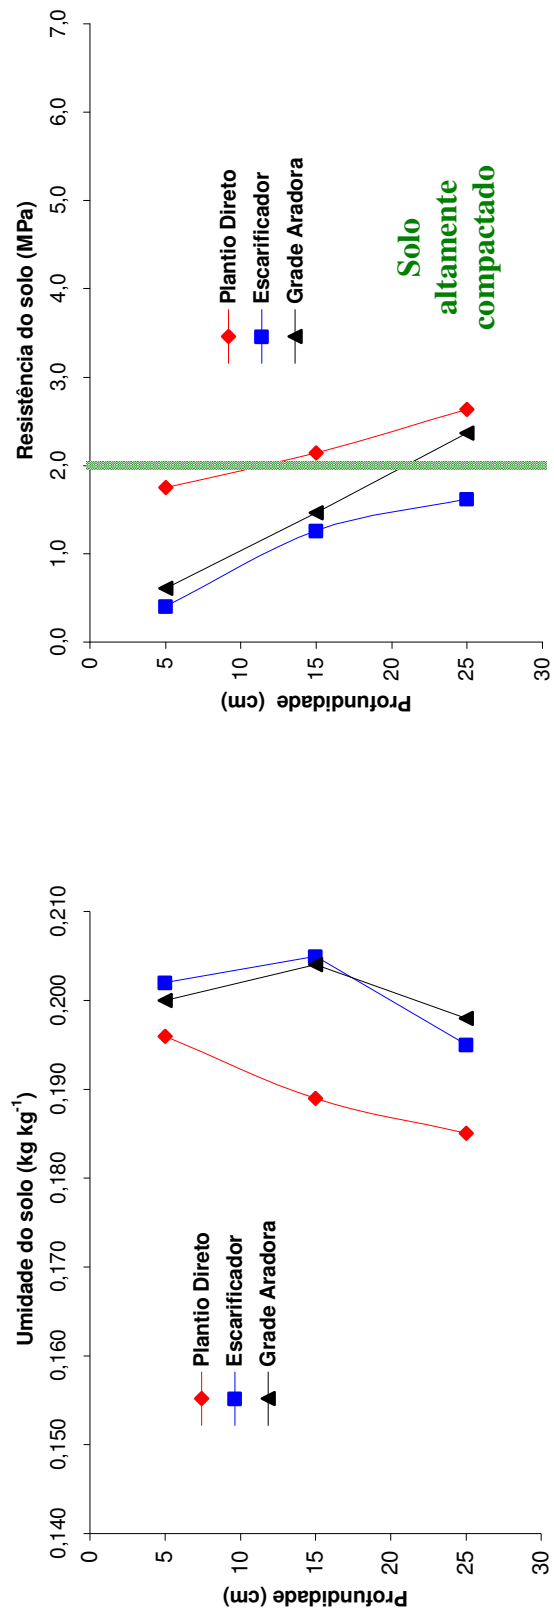 Umidade do solo (kg kg⁻¹)
0,140 0,150 0,160 0,170 0,180 0,190 0,200 0,210
0
5
10
15
20
25
30
Profundidade (cm)
Plantio Direto
Escarificador
Grade Aradora
Resistência do solo (MPa)
0,0 1,0 2,0 3,0 4,0 5,0 6,0 7,0
0
5
10
15
20
25
30
Profundidade (cm)
Plantio Direto
Escarificador
Grade Aradora
Solo
altamente
compactado